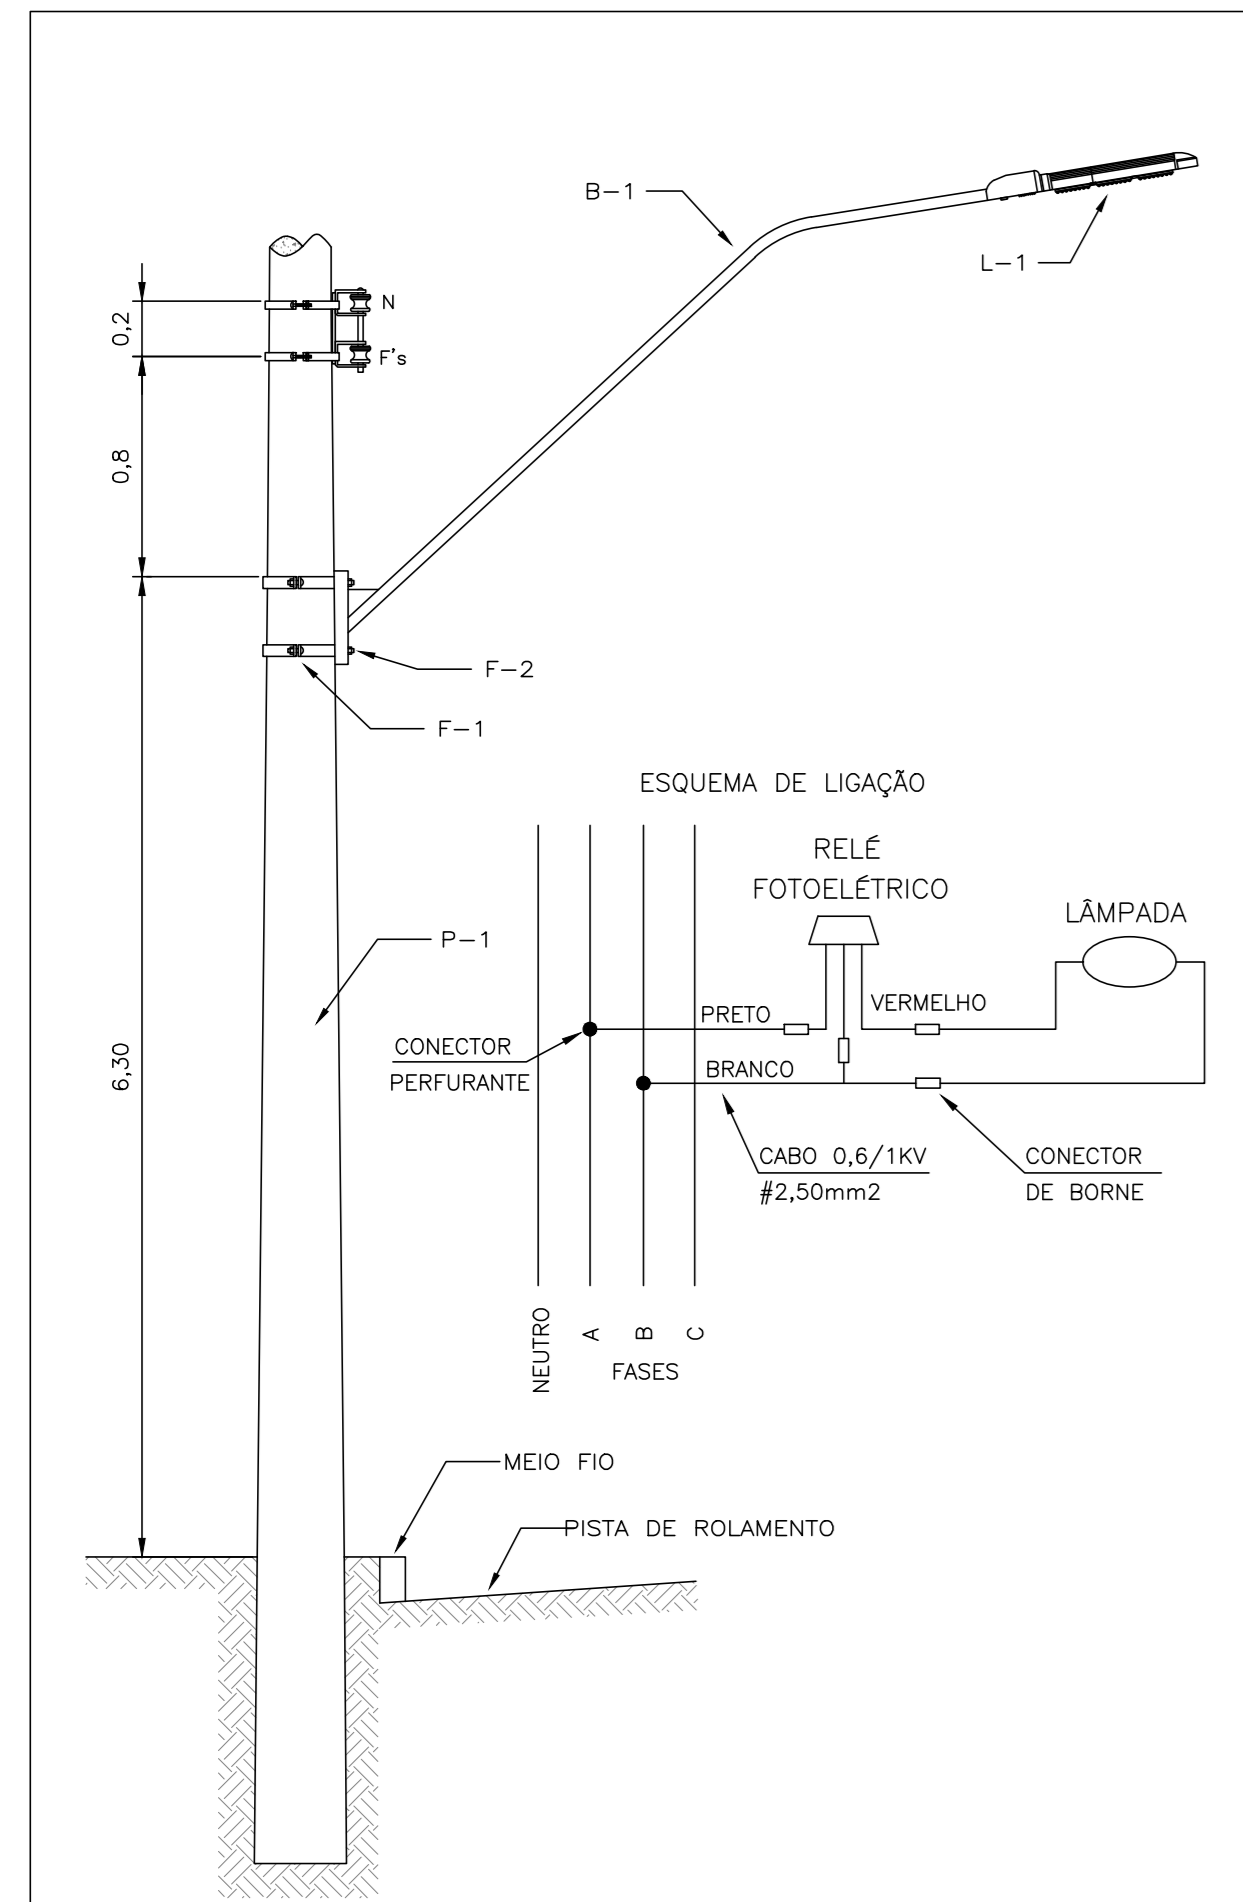 B-1
L-1
N
0,2
F's
0,8
F-2
F-1
ESQUEMA DE LIGAÇÃO
RELÉ
FOTOELÉTRICO
LÂMPADA
P-1
VERMELHO
PRETO
CONECTOR
PERFURANTE
6,30
BRANCO
CABO 0,6/1KV
#2,50mm2
CONECTOR
DE BORNE
NEUTRO
A
B
C
FASES
MEIO FIO
PISTA DE ROLAMENTO